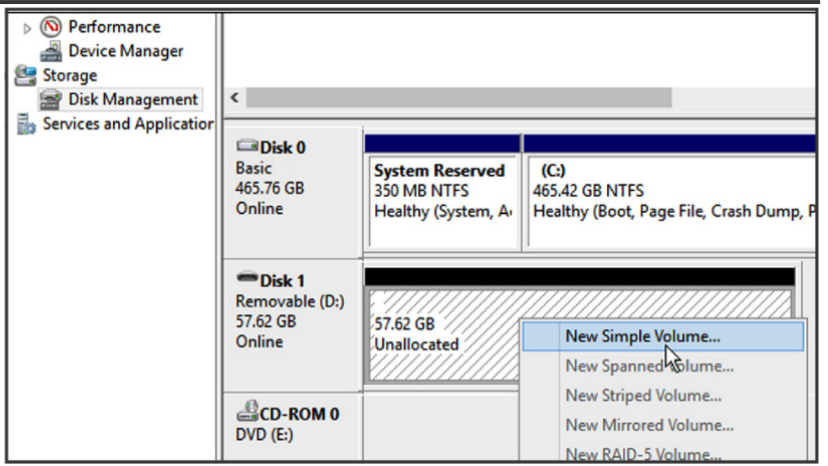 Performance
Device Manager
Storage
Disk Management
Services and Application
Disk 0
Basic
465.76 GB
Online
System Reserved
350 MB NTFS
Healthy (System, A
(C:)
465.42 GB NTFS
Healthy (Boot, Page File, Crash Dump, P
Disk 1
Removable (D:)
57.62 GB
Online
57.62 GB
Unallocated
New Simple Volume...
New Spanned Volume...
New Striped Volume...
New Mirrored Volume...
New RAID-5 Volume...
CD-ROM 0
DVD (E:)